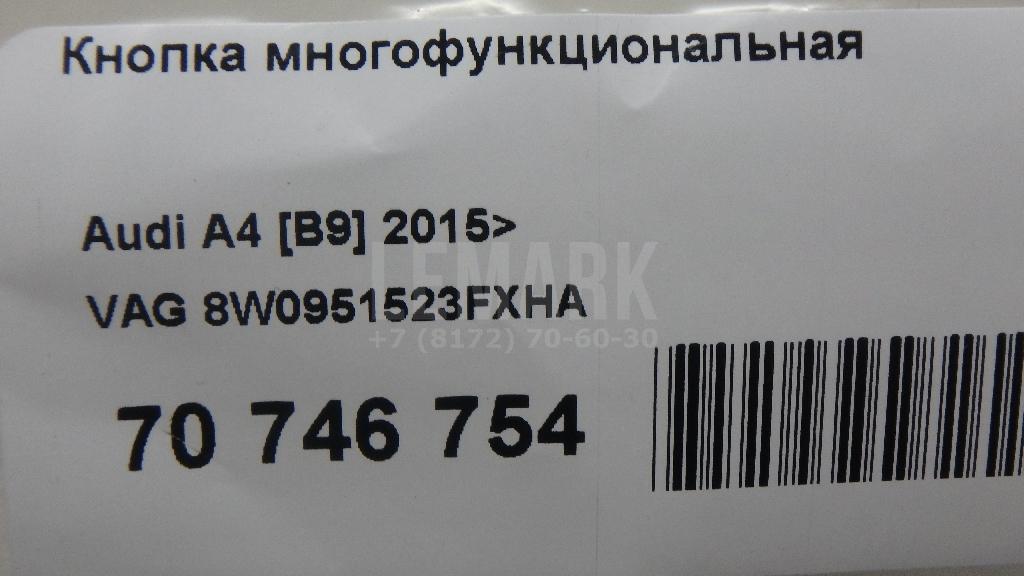 Кнопка многофункциональная
Audi A4 [B9] 2015>
LEMARK
VAG 8W0951523FXHA
+7 (8172) 70-60-30
70 746 754